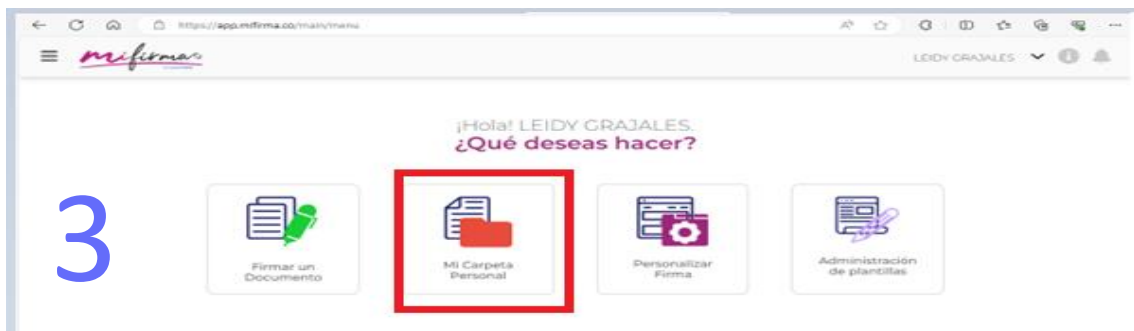 https://app.mifirma.co/main/menu
mifirma
LEIDY GRAJALES
¡Hola! LEIDY GRAJALES.
¿Qué deseas hacer?
3
Firmar un
Documento
Mi Carpeta
Personal
Personalizar
Firma
Administración
de plantillas